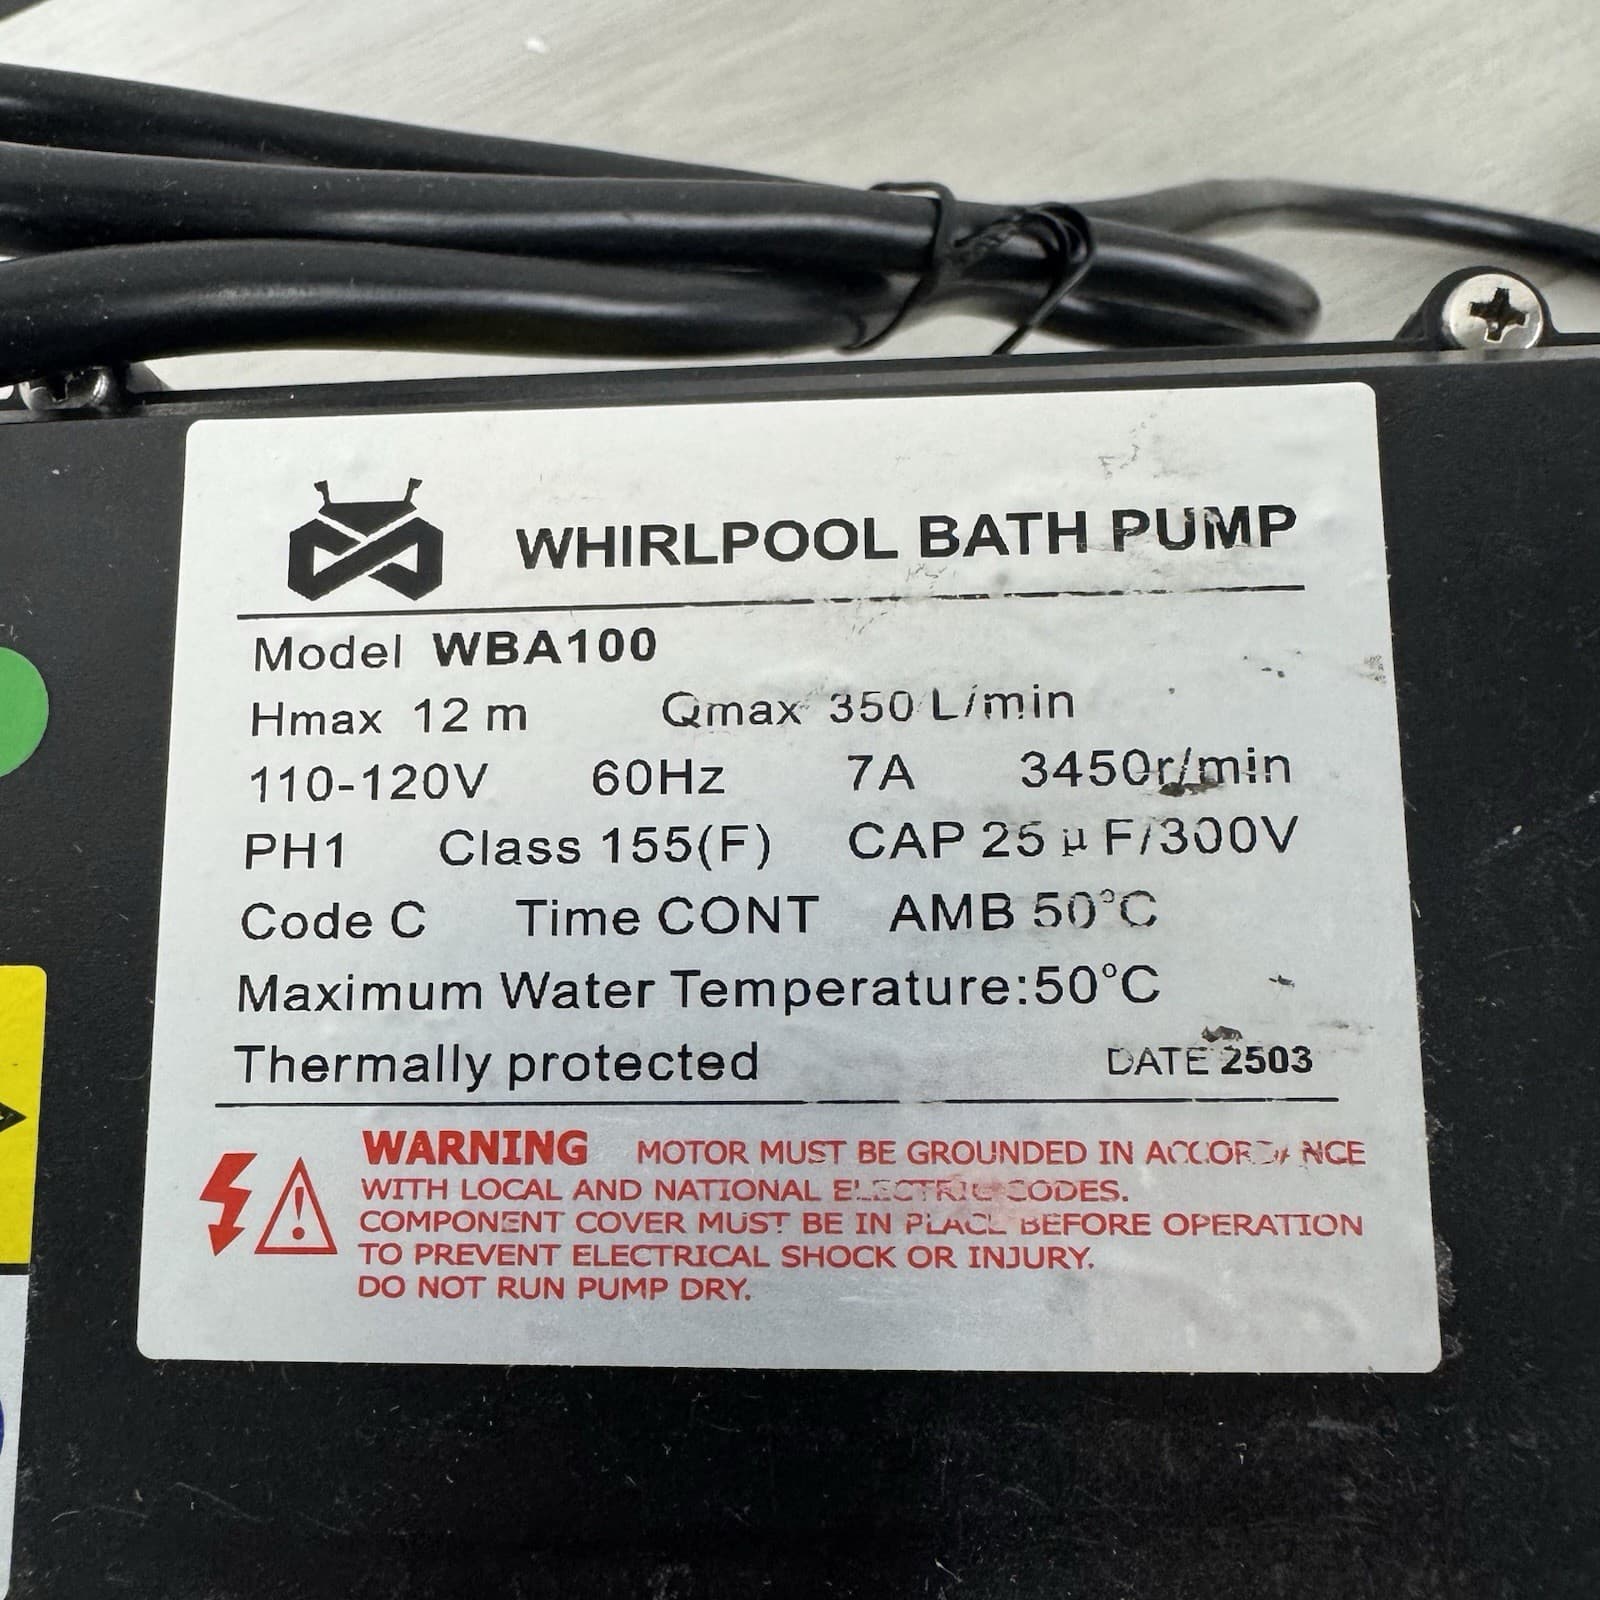 WHIRLPOOL BATH PUMP
Model WBA100
Hmax 12 m Qmax 350 L/min
110-120V 60Hz 7A 3450r/min
PH1 Class 155(F) CAP 25 μ F/300V
Code C Time CONT AMB 50°C
Maximum Water Temperature:50°C
Thermally protected DATE 2503
WARNING MOTOR MUST BE GROUNDED IN ACCORDANCE
WITH LOCAL AND NATIONAL ELECTRIC CODES.
COMPONENT COVER MUST BE IN PLACE BEFORE OPERATION
TO PREVENT ELECTRICAL SHOCK OR INJURY.
DO NOT RUN PUMP DRY.